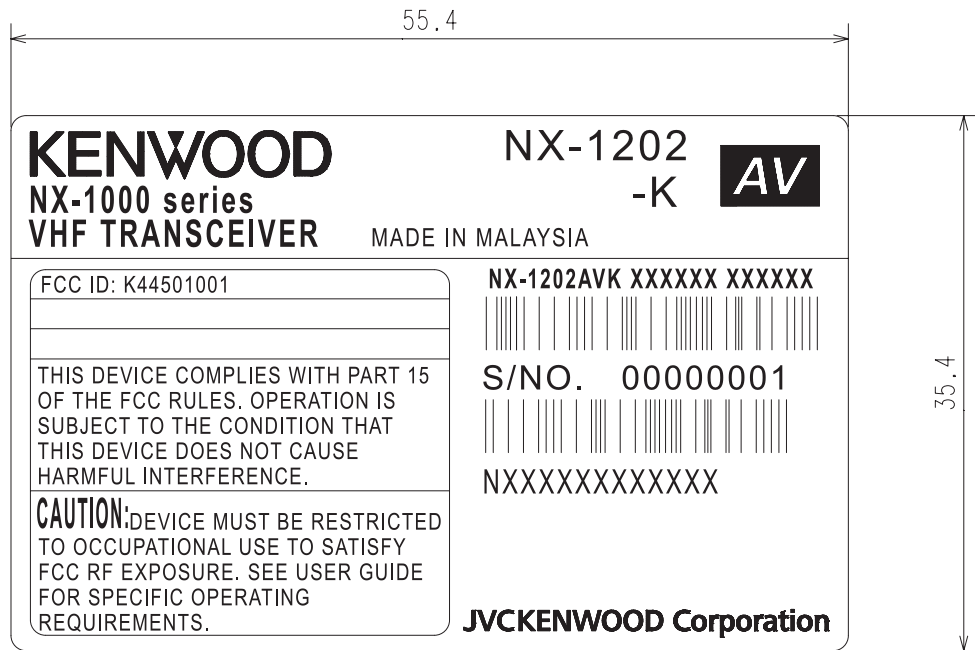 55.4
KENWOOD
NX-1202
-K
AV
NX-1000 series
VHF TRANSCEIVER
MADE IN MALAYSIA
FCC ID: K44501001
THIS DEVICE COMPLIES WITH PART 15
OF THE FCC RULES. OPERATION IS
SUBJECT TO THE CONDITION THAT
THIS DEVICE DOES NOT CAUSE
HARMFUL INTERFERENCE.
CAUTION:DEVICE MUST BE RESTRICTED
TO OCCUPATIONAL USE TO SATISFY
FCC RF EXPOSURE. SEE USER GUIDE
FOR SPECIFIC OPERATING
REQUIREMENTS.
NX-1202AVK XXXXXX XXXXXX
S/NO. 00000001
NXXXXXXXXXXXX
JVCKENWOOD Corporation
35.4